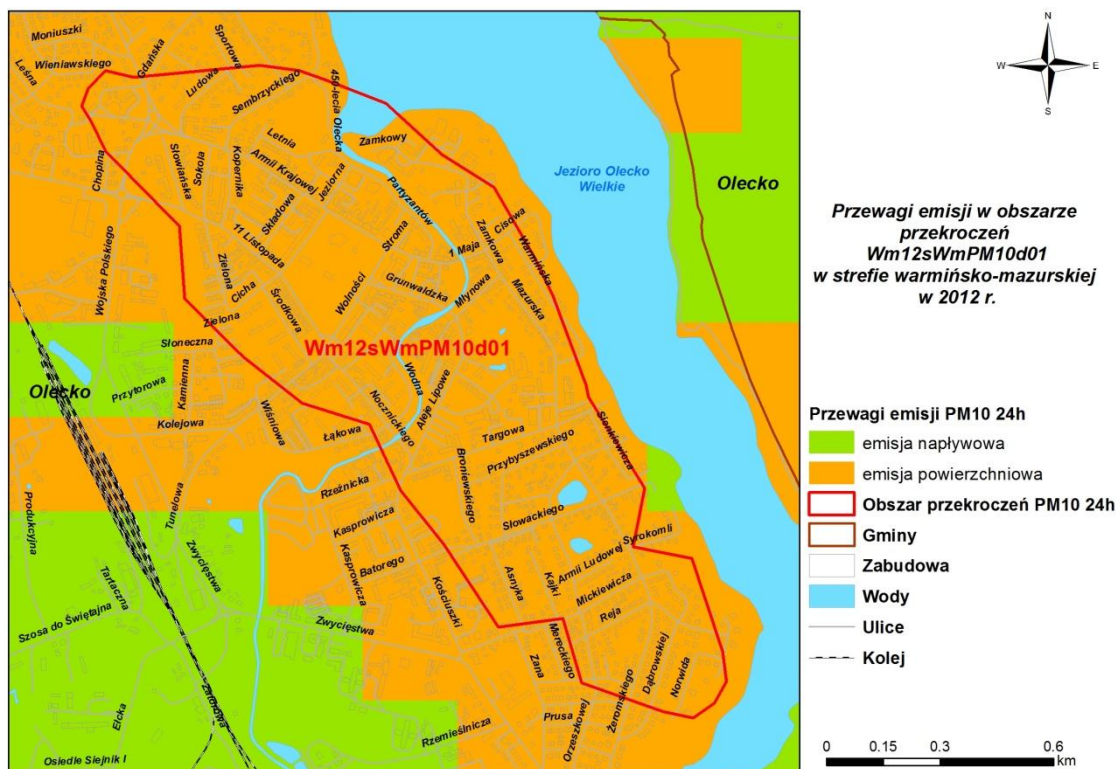 Moniuszki
Wieniawskiego
Leśna
Gdańska
Sportowa
Ludowa
Sembrzyckiego
450-lecia Olecka
Zamkowy
Letnia
Armii Krajowej
Jeziorna
Chopina
Słowiańska
Sokola
Kopernika
Składowa
11 Listopada
Partyzantów
Stroma
1 Maja
Zamkowa
Cisowa
Warmińska
Jezioro Olecko
Wielkie
Olecko
Wojska Polskiego
Zielona
Cicha
Środkowa
Wolności
Grunwaldzka
Młynowa
Mazurska
Zielona
Słoneczna
Wm12sWmPM10d01
Olecko
Przytorowa
Kamienna
Kolejowa
Wiśniowa
Łąkowa
Nocznickiego
Wodna
Aleje Lipowe
Targowa
Przybyszewskiego
Sienkiewicza
Broniewskiego
Rzeźnicka
Kasprowicza
Słowackiego
Produkcyjna
Tunelowa
Zwycięstwa
Kasprowicza
Batorego
Kościuszki
Asnyka
Kajki
Armii Ludowej
Syrokomli
Mickiewicza
Reja
Tartaczna
Szosa do Świętajna
Zwycięstwa
Zana
Mereckiego
Dąbrowskiej
Norwida
Żeromskiego
Ełcka
Zatorowa
Rzemieślnicza
Prusa
Orzeszkowej
Osiedle Siejnik I
N
W
E
S
Przewagi emisji w obszarze
przekroczeń
Wm12sWmPM10d01
w strefie warmińsko-mazurskiej
w 2012 r.
Przewagi emisji PM10 24h
emisja napływowa
emisja powierzchniowa
Obszar przekroczeń PM10 24h
Gminy
Zabudowa
Wody
Ulice
Kolej
0 0.15 0.3 0.6
km